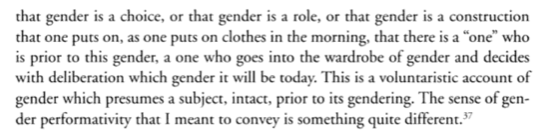 that gender is a choice, or that gender is a role, or that gender is a construction
that one puts on, as one puts on clothes in the morning, that there is a “one” who
is prior to this gender, a one who goes into the wardrobe of gender and decides
with deliberation which gender it will be today. This is a voluntaristic account of
gender which presumes a subject, intact, prior to its gendering. The sense of gen-
der performativity that I meant to convey is something quite different.³⁷